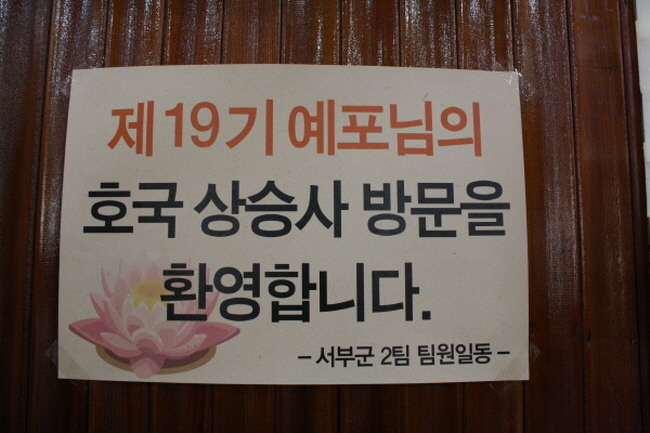 제19기 예포님의
호국 상승사 방문을
환영합니다.
- 서부군 2팀 팀원일동 -